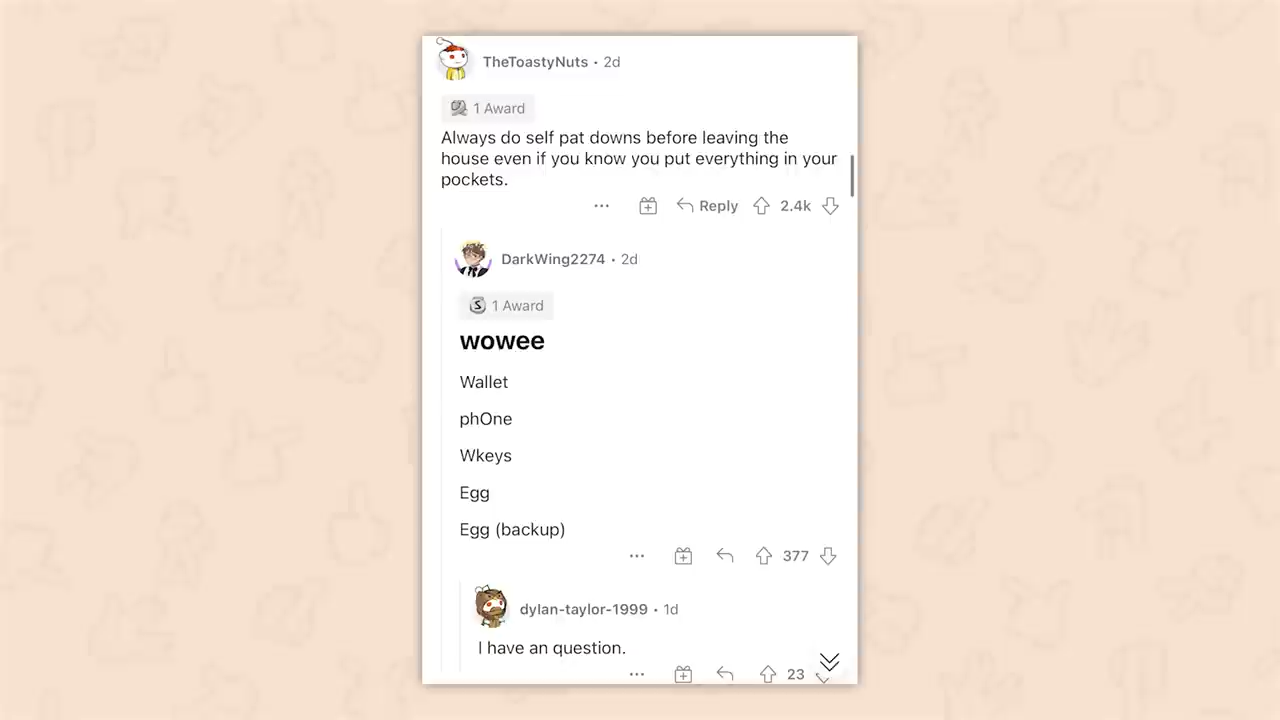 TheToastyNuts · 2d
1 Award
Always do self pat downs before leaving the
house even if you know you put everything in your
pockets.
Reply 2.4k
DarkWing2274 · 2d
S 1 Award
wowee
Wallet
phOne
Wkeys
Egg
Egg (backup)
377
dylan-taylor-1999 · 1d
I have an question.
23